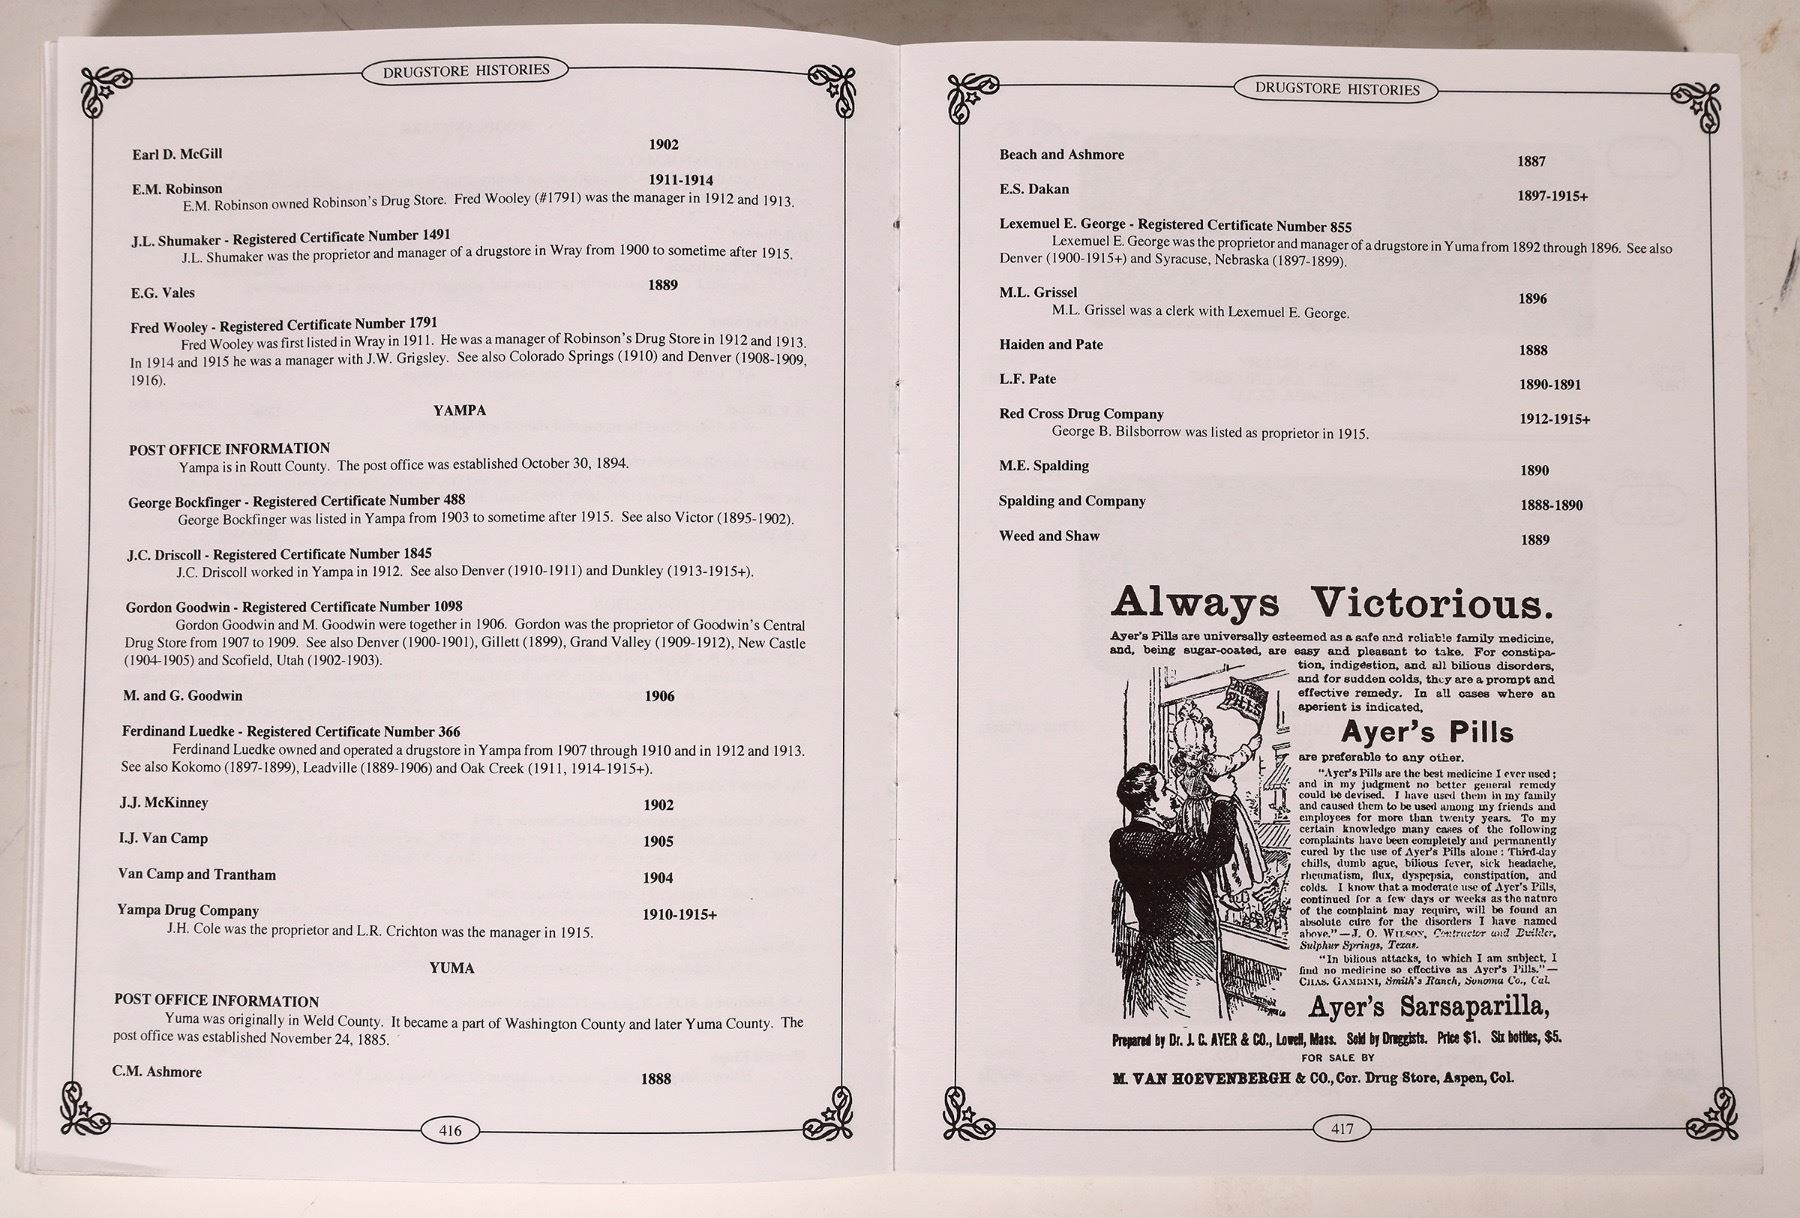 DRUGSTORE HISTORIES
Earl D. McGill 1902
E.M. Robinson 1911-1914
E.M. Robinson owned Robinson's Drug Store. Fred Wooley (#1791) was the manager in 1912 and 1913.
J.L. Shumaker - Registered Certificate Number 1491
J.L. Shumaker was the proprietor and manager of a drugstore in Wray from 1900 to sometime after 1915.
E.G. Vales 1889
Fred Wooley - Registered Certificate Number 1791
Fred Wooley was first listed in Wray in 1911. He was a manager of Robinson's Drug Store in 1912 and 1913.
In 1914 and 1915 he was a manager with J.W. Grigsley. See also Colorado Springs (1910) and Denver (1908-1909,
1916).
YAMPA
POST OFFICE INFORMATION
Yampa is in Routt County. The post office was established October 30, 1894.
George Bockfinger - Registered Certificate Number 488
George Bockfinger was listed in Yampa from 1903 to sometime after 1915. See also Victor (1895-1902).
J.C. Driscoll - Registered Certificate Number 1845
J.C. Driscoll worked in Yampa in 1912. See also Denver (1910-1911) and Dunkley (1913-1915+).
Gordon Goodwin - Registered Certificate Number 1098
Gordon Goodwin and M. Goodwin were together in 1906. Gordon was the proprietor of Goodwin's Central
Drug Store from 1907 to 1909. See also Denver (1900-1901), Gillett (1899), Grand Valley (1909-1912), New Castle
(1904-1905) and Scofield, Utah (1902-1903).
M. and G. Goodwin 1906
Ferdinand Luedke - Registered Certificate Number 366
Ferdinand Luedke owned and operated a drugstore in Yampa from 1907 through 1910 and in 1912 and 1913.
See also Kokomo (1897-1899), Leadville (1889-1906) and Oak Creek (1911, 1914-1915+).
J.J. McKinney 1902
I.J. Van Camp 1905
Van Camp and Trantham 1904
Yampa Drug Company 1910-1915+
J.H. Cole was the proprietor and L.R. Crichton was the manager in 1915.
YUMA
POST OFFICE INFORMATION
Yuma was originally in Weld County. It became a part of Washington County and later Yuma County. The
post office was established November 24, 1885.
C.M. Ashmore 1888
416
DRUGSTORE HISTORIES
Beach and Ashmore 1887
E.S. Dakan 1897-1915+
Lexemuel E. George - Registered Certificate Number 855
Lexemuel E. George was the proprietor and manager of a drugstore in Yuma from 1892 through 1896. See also
Denver (1900-1915+) and Syracuse, Nebraska (1897-1899).
M.L. Grissel 1896
M.L. Grissel was a clerk with Lexemuel E. George.
Haiden and Pate 1888
L.F. Pate 1890-1891
Red Cross Drug Company 1912-1915+
George B. Bilsborrow was listed as proprietor in 1915.
M.E. Spalding 1890
Spalding and Company 1888-1890
Weed and Shaw 1889
Always Victorious.
Ayer's Pills are universally esteemed as a safe and reliable family medicine,
and, being sugar-coated, are easy and pleasant to take. For constipa-
tion, indigestion, and all bilious disorders,
and for sudden colds, they are a prompt and
effective remedy. In all cases where an
aperient is indicated,
AYER'S
PILLS
Ayer's Pills
are preferable to any other.
"Ayer's Pills are the best medicine I ever used;
and in my judgment no better general remedy
could be devised. I have used them in my family
and caused them to be used among my friends and
employees for more than twenty years. To my
certain knowledge many cases of the following
complaints have been completely and permanently
cured by the use of Ayer's Pills alone: Third-day
chills, dumb ague, bilious fever, sick headache,
rheumatism, flux, dyspepsia, constipation, and
colds. I know that a moderate use of Ayer's Pills,
continued for a few days or weeks as the nature
of the complaint may require, will be found an
absolute cure for the disorders I have named
above."—J. O. WILSON, Contractor and Builder,
Sulphur Springs, Texas.
"In bilious attacks, to which I am subject, I
find no medicine so effective as Ayer's Pills."—
CHAS. GAMBINI, Smith's Ranch, Sonoma Co., Cal.
Ayer's Sarsaparilla,
Prepared by Dr. J. C. AYER & CO., Lowell, Mass. Sold by Druggists. Price $1. Six bottles, $5.
FOR SALE BY
M. VAN HOEVENBERGH & CO., Cor. Drug Store, Aspen, Col.
417